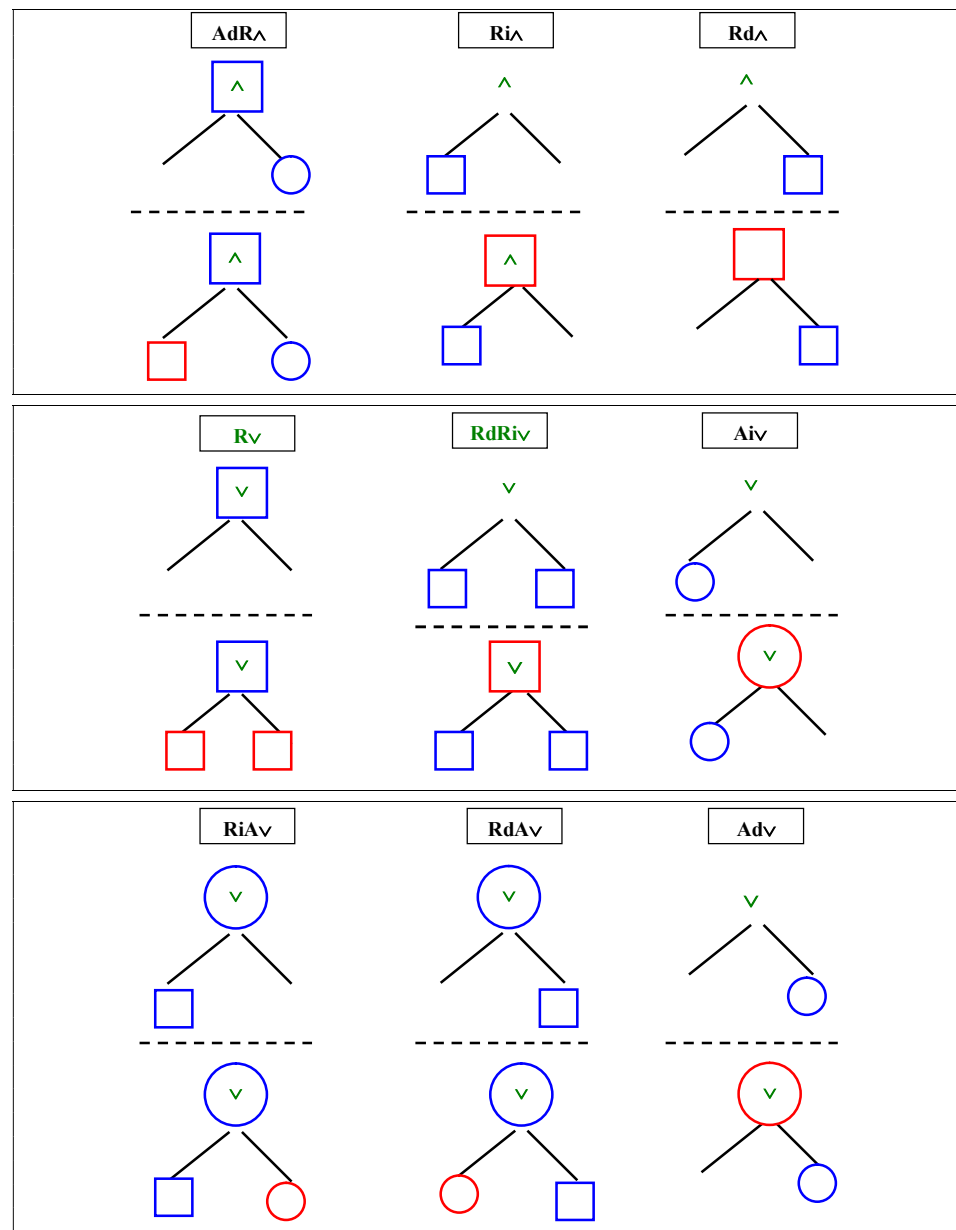 AdR∧ Ri∧ Rd∧
∧ ∧ ∧
∧ ∧
R∨ RdRi∨ Ai∨
∨ ∨ ∨
∨ ∨ ∨
RiA∨ RdA∨ Ad∨
∨ ∨ ∨
∨ ∨ ∨